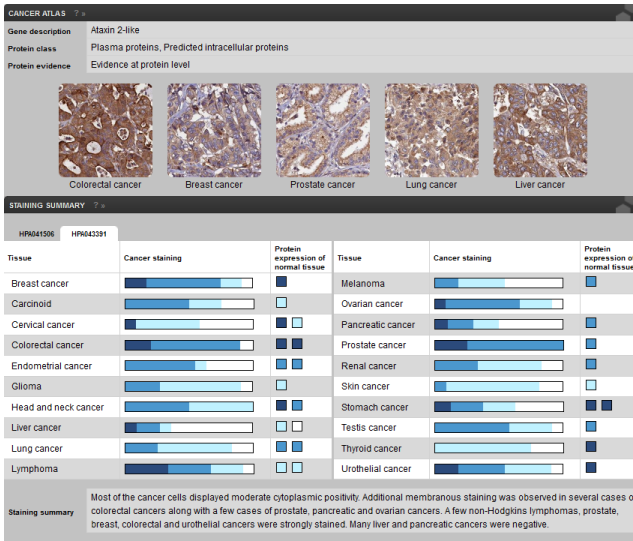 CANCER ATLAS ? »
Gene description Ataxin 2-like
Protein class Plasma proteins, Predicted intracellular proteins
Protein evidence Evidence at protein level
Colorectal cancer Breast cancer Prostate cancer Lung cancer Liver cancer
STAINING SUMMARY ? »
HPA041506 HPA043391
Tissue Cancer staining Protein expression of normal tissue Tissue Cancer staining Protein expression of normal tissue
Breast cancer Melanoma
Carcinoid Ovarian cancer
Cervical cancer Pancreatic cancer
Colorectal cancer Prostate cancer
Endometrial cancer Renal cancer
Glioma Skin cancer
Head and neck cancer Stomach cancer
Liver cancer Testis cancer
Lung cancer Thyroid cancer
Lymphoma Urothelial cancer
Staining summary
Most of the cancer cells displayed moderate cytoplasmic positivity. Additional membranous staining was observed in several cases o
colorectal cancers along with a few cases of prostate, pancreatic and ovarian cancers. A few non-Hodgkins lymphomas, prostate,
breast, colorectal and urothelial cancers were strongly stained. Many liver and pancreatic cancers were negative.